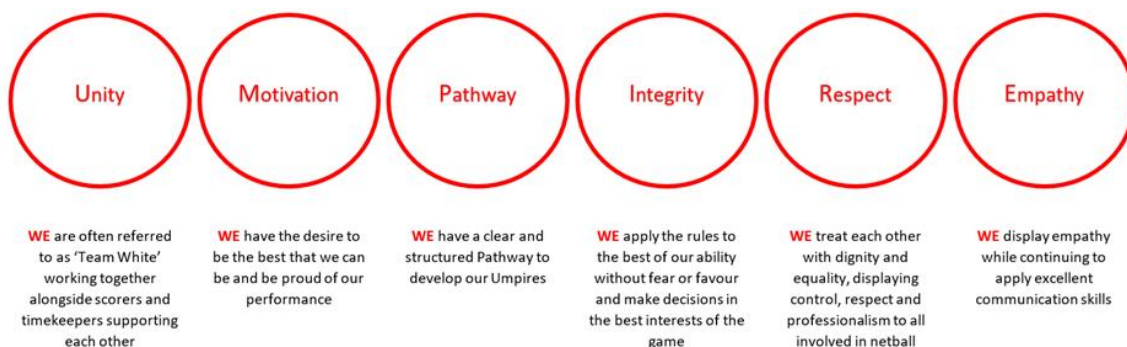 Unity
Motivation
Pathway
Integrity
Respect
Empathy
WE are often referred
to as ‘Team White’
working together
alongside scorers and
timekeepers supporting
each other
WE have the desire to
be the best that we can
be and be proud of our
performance
WE have a clear and
structured Pathway to
develop our Umpires
WE apply the rules to
the best of our ability
without fear or favour
and make decisions in
the best interests of the
game
WE treat each other
with dignity and
equality, displaying
control, respect and
professionalism to all
involved in netball
WE display empathy
while continuing to
apply excellent
communication skills